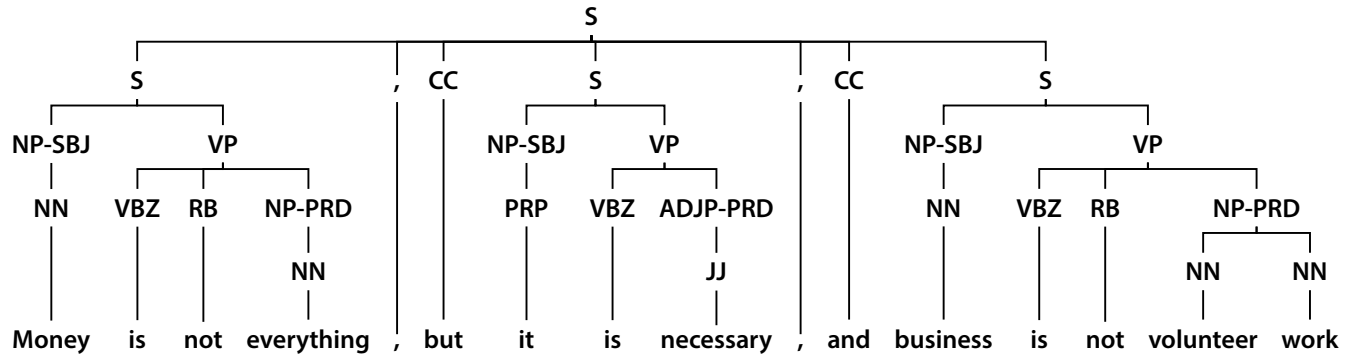 S
S , CC S , CC S
NP-SBJ VP NP-SBJ VP NP-SBJ VP
NN VBZ RB NP-PRD PRP VBZ ADJP-PRD NN VBZ RB NP-PRD
NN JJ NN NN
Money is not everything , but it is necessary , and business is not volunteer work